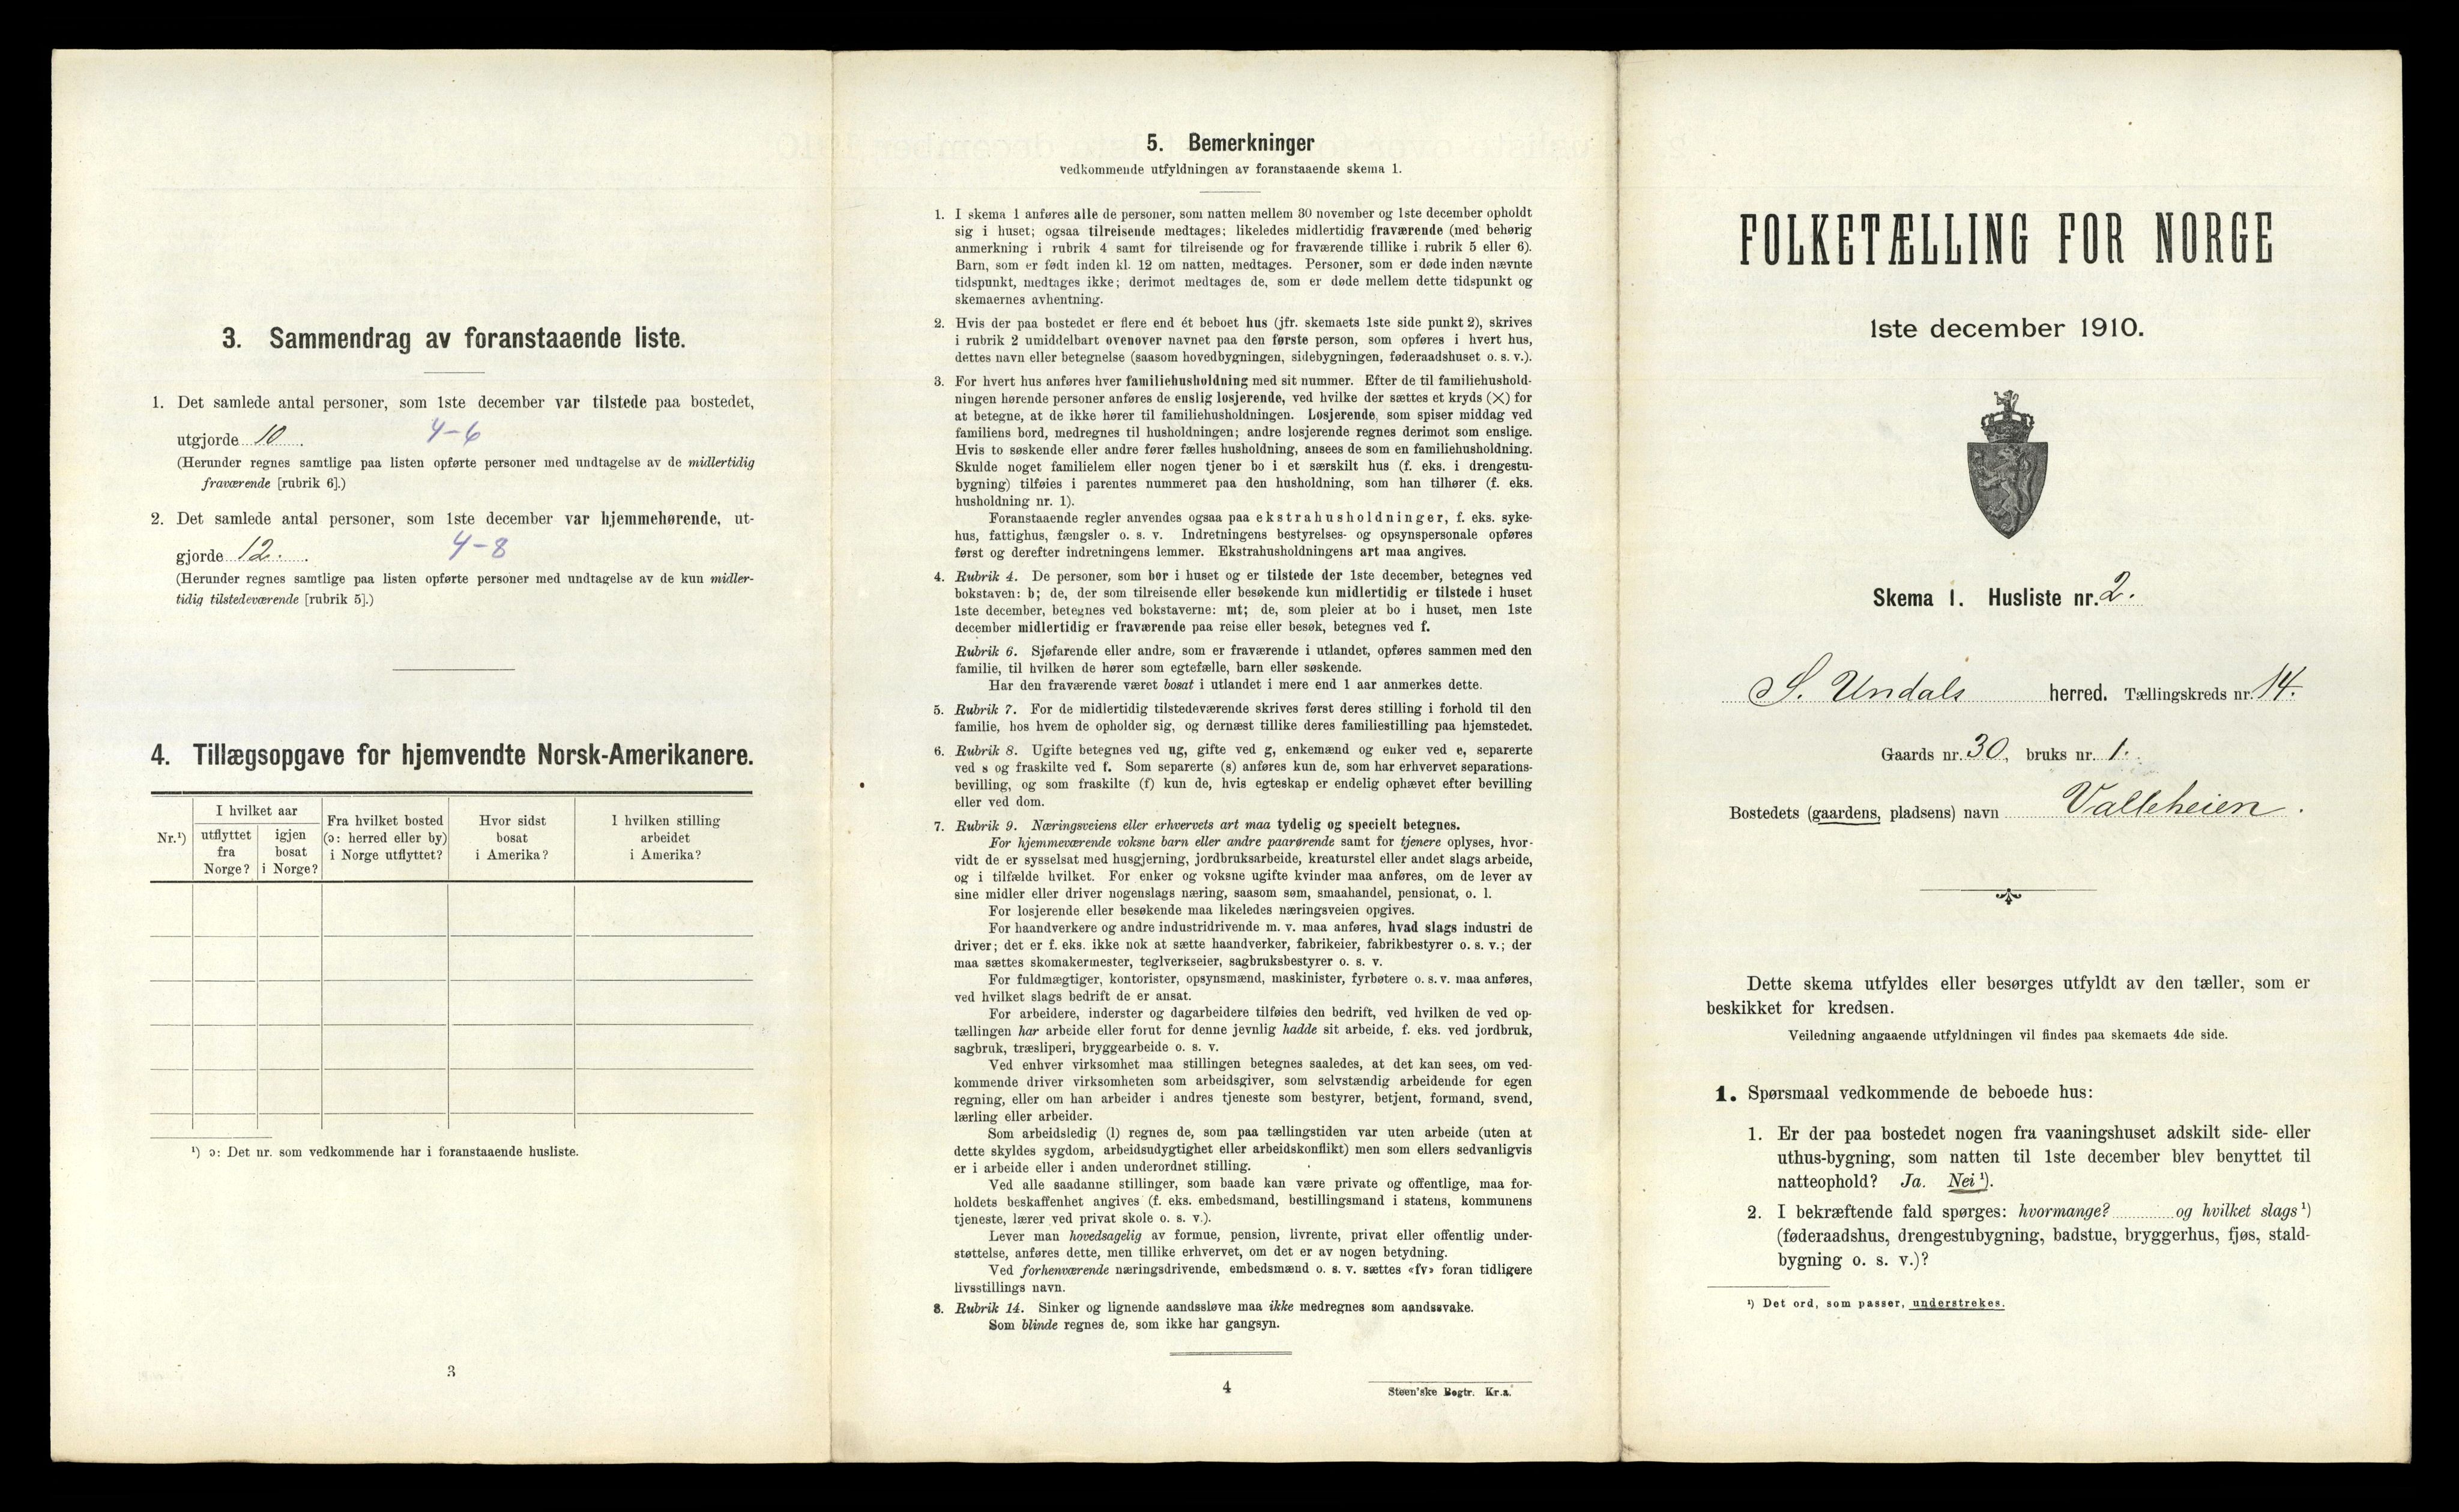 3. Sammendrag av foranstaaende liste.
1. Det samlede antal personer, som 1ste december var tilstede paa bostedet,
utgjorde 10. 4-6
(Herunder regnes samtlige paa listen opførte personer med undtagelse av de midlertidig
fraværende [rubrik 6].)
2. Det samlede antal personer, som 1ste december var hjemmehørende, ut-
gjorde 12. 4-8
(Herunder regnes samtlige paa listen opførte personer med undtagelse av de kun midler-
tidig tilstedeværende [rubrik 5].)
4. Tillægsopgave for hjemvendte Norsk-Amerikanere.
Nr.¹)
I hvilket aar
utflyttet
fra
Norge?
igjen
bosat
i Norge?
Fra hvilket bosted
(ɔ: herred eller by)
i Norge utflyttet?
Hvor sidst
bosat
i Amerika?
I hvilken stilling
arbeidet
i Amerika?
¹) ɔ: Det nr. som vedkommende har i foranstaaende husliste.
3
5. Bemerkninger
vedkommende utfyldningen av foranstaaende skema 1.
1. I skema 1 anføres alle de personer, som natten mellem 30 november og 1ste december opholdt
sig i huset; ogsaa tilreisende medtages; likeledes midlertidig fraværende (med behørig
anmerkning i rubrik 4 samt for tilreisende og for fraværende tillike i rubrik 5 eller 6).
Barn, som er født inden kl. 12 om natten, medtages. Personer, som er døde inden nævnte
tidspunkt, medtages ikke; derimot medtages de, som er døde mellem dette tidspunkt og
skemaernes avhentning.
2. Hvis der paa bostedet er flere end ét beboet hus (jfr. skemaets 1ste side punkt 2), skrives
i rubrik 2 umiddelbart ovenover navnet paa den første person, som opføres i hvert hus,
dettes navn eller betegnelse (saasom hovedbygningen, sidebygningen, føderaadshuset o. s. v.).
3. For hvert hus anføres hver familiehusholdning med sit nummer. Efter de til familiehushold-
ningen hørende personer anføres de enslig losjerende, ved hvilke der sættes et kryds (×) for
at betegne, at de ikke hører til familiehusholdningen. Losjerende, som spiser middag ved
familiens bord, medregnes til husholdningen; andre losjerende regnes derimot som enslige.
Hvis to søskende eller andre fører fælles husholdning, ansees de som en familiehusholdning.
Skulde noget familielem eller nogen tjener bo i et særskilt hus (f. eks. i drengestu-
bygning) tilføies i parentes nummeret paa den husholdning, som han tilhører (f. eks.
husholdning nr. 1).
Foranstaaende regler anvendes ogsaa paa ekstrahusholdninger, f. eks. syke-
hus, fattighus, fængsler o. s. v. Indretningens bestyrelses- og opsynspersonale opføres
først og derefter indretningens lemmer. Ekstrahusholdningens art maa angives.
4. Rubrik 4. De personer, som bor i huset og er tilstede der 1ste december, betegnes ved
bokstaven: b; de, der som tilreisende eller besøkende kun midlertidig er tilstede i huset
1ste december, betegnes ved bokstaverne: mt; de, som pleier at bo i huset, men 1ste
december midlertidig er fraværende paa reise eller besøk, betegnes ved f.
Rubrik 6. Sjøfarende eller andre, som er fraværende i utlandet, opføres sammen med den
familie, til hvilken de hører som egtefælle, barn eller søskende.
Har den fraværende været bosat i utlandet i mere end 1 aar anmerkes dette.
5. Rubrik 7. For de midlertidig tilstedeværende skrives først deres stilling i forhold til den
familie, hos hvem de opholder sig, og dernæst tillike deres familiestilling paa hjemstedet.
6. Rubrik 8. Ugifte betegnes ved ug, gifte ved g, enkemænd og enker ved e, separerte
ved s og fraskilte ved f. Som separerte (s) anføres kun de, som har erhvervet separations-
bevilling, og som fraskilte (f) kun de, hvis egteskap er endelig ophævet efter bevilling
eller ved dom.
7. Rubrik 9. Næringsveiens eller erhvervets art maa tydelig og specielt betegnes.
For hjemmeværende voksne barn eller andre paarørende samt for tjenere oplyses, hvor-
vidt de er sysselsat med husgjerning, jordbruksarbeide, kreaturstel eller andet slags arbeide,
og i tilfælde hvilket. For enker og voksne ugifte kvinder maa anføres, om de lever av
sine midler eller driver nogenslags næring, saasom søm, smaahandel, pensionat, o. l.
For losjerende eller besøkende maa likeledes næringsveien opgives.
For haandverkere og andre industridrivende m. v. maa anføres, hvad slags industri de
driver; det er f. eks. ikke nok at sætte haandverker, fabrikeier, fabrikbestyrer o. s. v.; der
maa sættes skomakermester, teglverkseier, sagbruksbestyrer o. s. v.
For fuldmægtiger, kontorister, opsynsmænd, maskinister, fyrbøtere o. s. v. maa anføres,
ved hvilket slags bedrift de er ansat.
For arbeidere, inderster og dagarbeidere tilføies den bedrift, ved hvilken de ved op-
tællingen har arbeide eller forut for denne jevnlig hadde sit arbeide, f. eks. ved jordbruk,
sagbruk, træsliperi, bryggearbeide o. s. v.
Ved enhver virksomhet maa stillingen betegnes saaledes, at det kan sees, om ved-
kommende driver virksomheten som arbeidsgiver, som selvstændig arbeidende for egen
regning, eller om han arbeider i andres tjeneste som bestyrer, betjent, formand, svend,
lærling eller arbeider.
Som arbeidsledig (l) regnes de, som paa tællingstiden var uten arbeide (uten at
dette skyldes sygdom, arbeidsudygtighet eller arbeidskonflikt) men som ellers sedvanligvis
er i arbeide eller i anden underordnet stilling.
Ved alle saadanne stillinger, som baade kan være private og offentlige, maa for-
holdets beskaffenhet angives (f. eks. embedsmand, bestillingsmand i statens, kommunens
tjeneste, lærer ved privat skole o. s. v.).
Lever man hovedsagelig av formue, pension, livrente, privat eller offentlig under-
støttelse, anføres dette, men tillike erhvervet, om det er av nogen betydning.
Ved forhenværende næringsdrivende, embedsmænd o. s. v. sættes «fv» foran tidligere
livsstillings navn.
8. Rubrik 14. Sinker og lignende aandssløve maa ikke medregnes som aandssvake.
Som blinde regnes de, som ikke har gangsyn.
4
Steen'ske Bogtr. Kr.a.
FOLKETÆLLING FOR NORGE
1ste december 1910.
Skema 1. Husliste nr. 2.
S. Undals herred. Tællingskreds nr. 14.
Gaards nr. 30, bruks nr. 1.
Bostedets (gaardens, pladsens) navn Valleheien.
Dette skema utfyldes eller besørges utfyldt av den tæller, som er
beskikket for kredsen.
Veiledning angaaende utfyldningen vil findes paa skemaets 4de side.
1. Spørsmaal vedkommende de beboede hus:
1. Er der paa bostedet nogen fra vaaningshuset adskilt side- eller
uthus-bygning, som natten til 1ste december blev benyttet til
natteophold? Ja. Nei ¹).
2. I bekræftende fald spørges: hvormange? og hvilket slags ¹)
(føderaadshus, drengestubygning, badstue, bryggerhus, fjøs, stald-
bygning o. s. v.)?
¹) Det ord, som passer, understrekes.